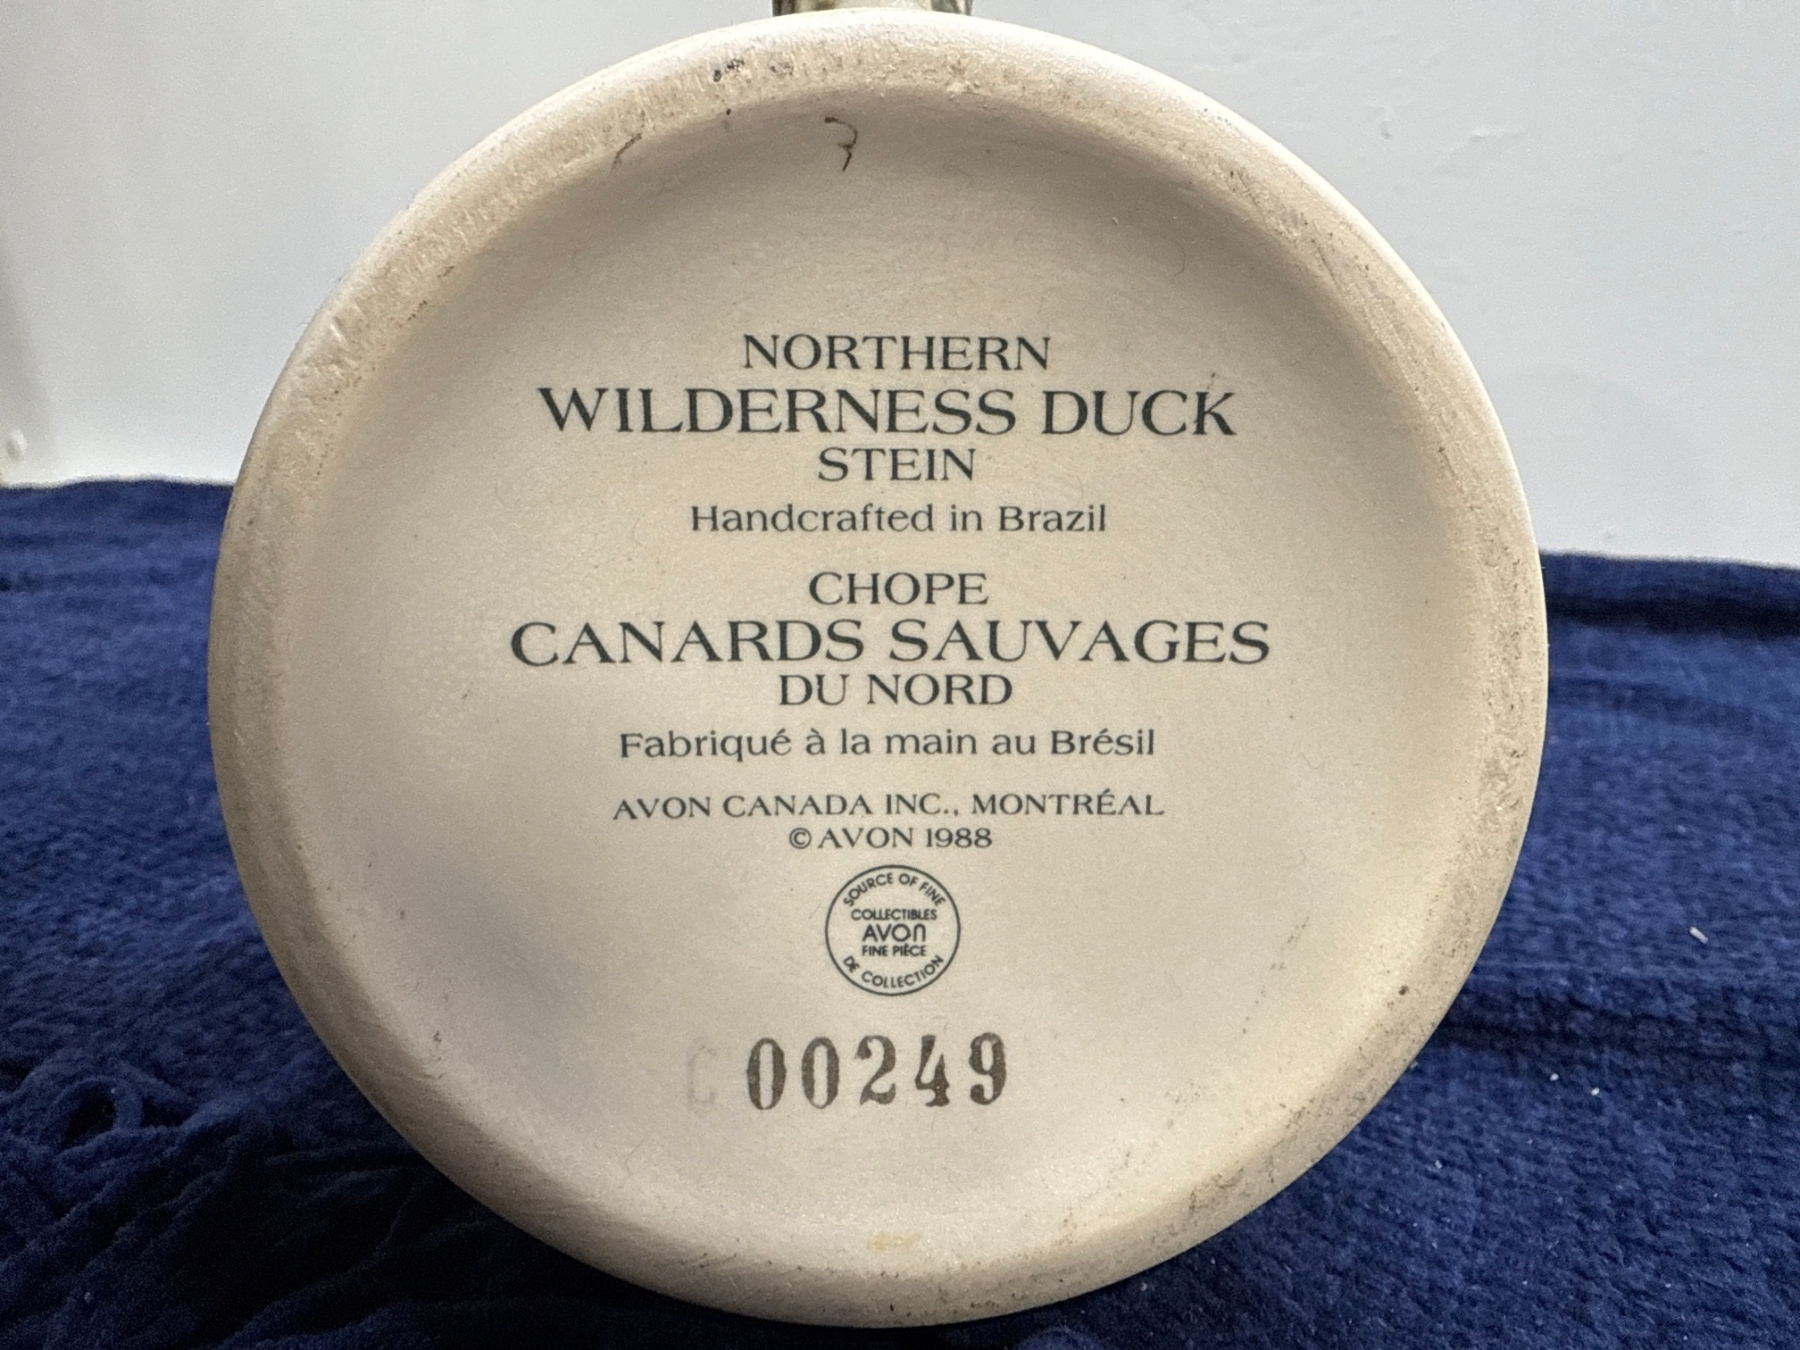 NORTHERN
WILDERNESS DUCK
STEIN
Handcrafted in Brazil
CHOPE
CANARDS SAUVAGES
DU NORD
Fabriqué à la main au Brésil
AVON CANADA INC., MONTRÉAL
© AVON 1988
SOURCE OF FINE
COLLECTIBLES
AVON
FINE PIÈCE
DE COLLECTION
C00249